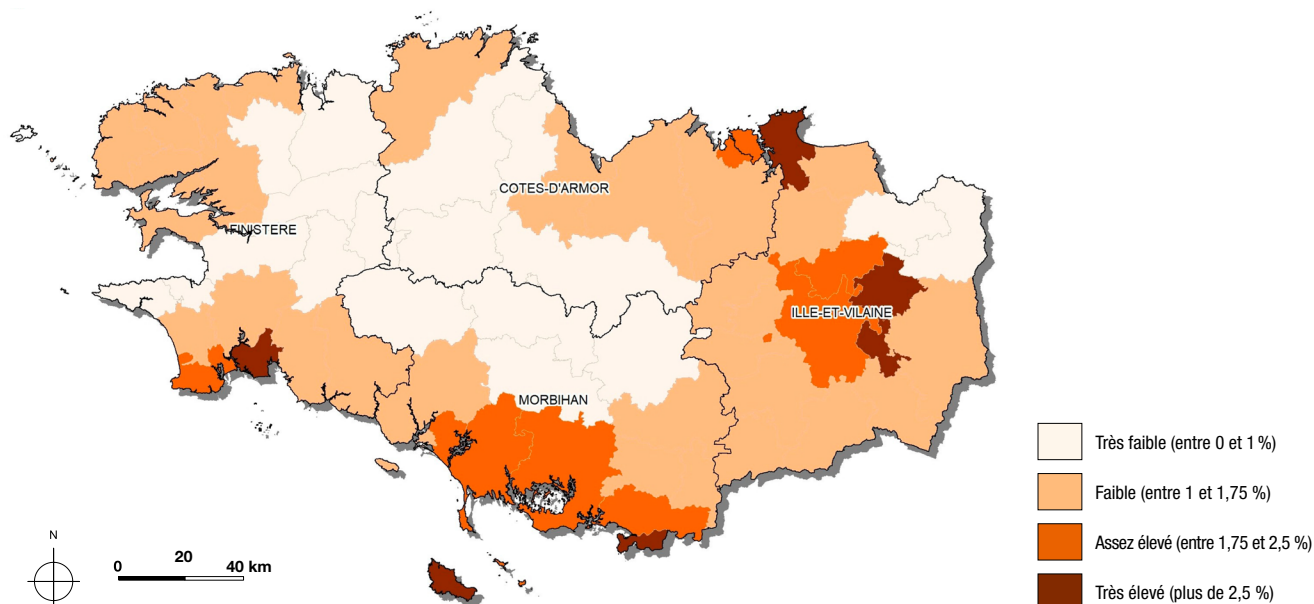 COTES-D'ARMOR
FINISTERE
ILLE-ET-VILAINE
MORBIHAN
Très faible (entre 0 et 1 %)
Faible (entre 1 et 1,75 %)
Assez élevé (entre 1,75 et 2,5 %)
Très élevé (plus de 2,5 %)
N
0 20 40 km